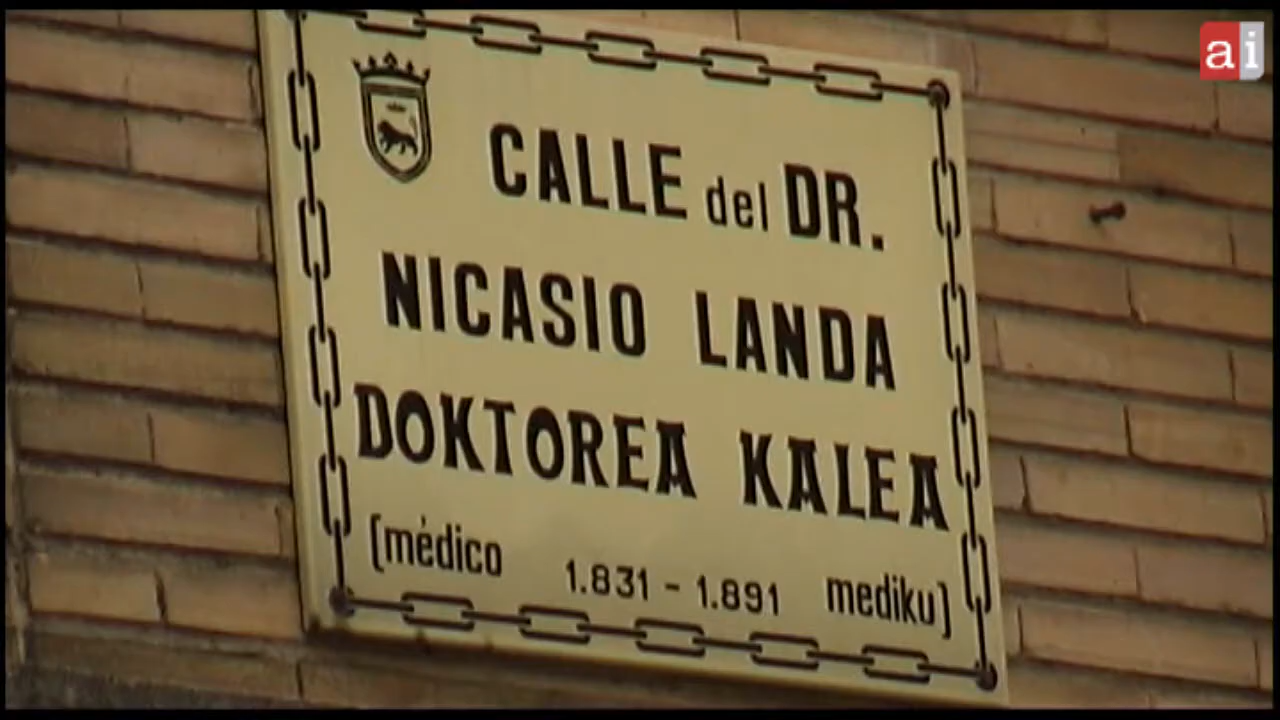 ai
CALLE del DR.
NICASIO LANDA
DOKTOREA KALEA
(médico 1.831 - 1.891 mediku)